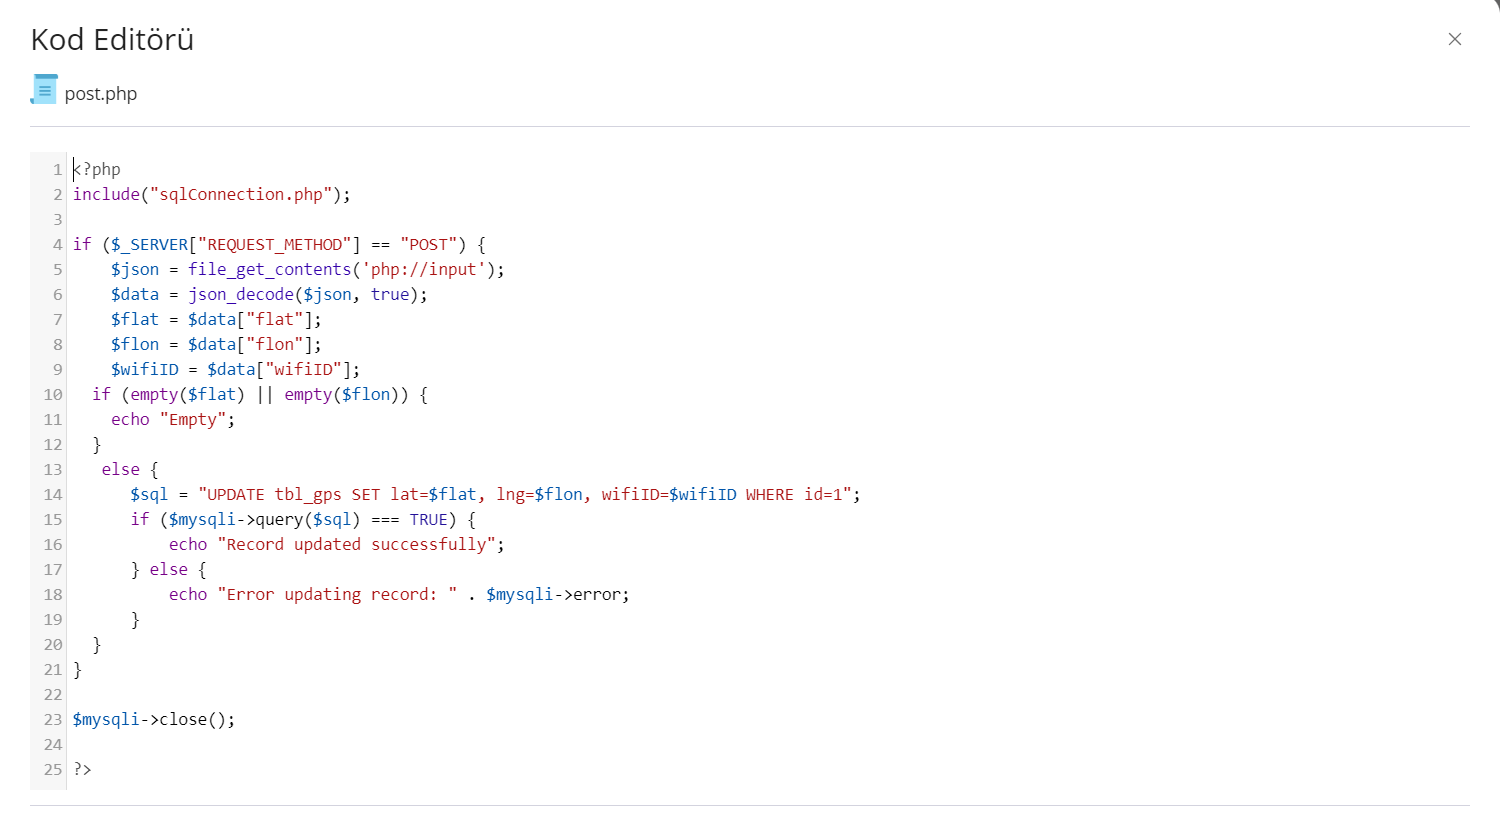 Kod Editörü
post.php
1 <?php
2 include("sqlConnection.php");
3
4 if ($_SERVER["REQUEST_METHOD"] == "POST") {
5     $json = file_get_contents('php://input');
6     $data = json_decode($json, true);
7     $flat = $data["flat"];
8     $flon = $data["flon"];
9     $wifiID = $data["wifiID"];
10   if (empty($flat) || empty($flon)) {
11     echo "Empty";
12   }
13    else {
14       $sql = "UPDATE tbl_gps SET lat=$flat, lng=$flon, wifiID=$wifiID WHERE id=1";
15       if ($mysqli->query($sql) === TRUE) {
16           echo "Record updated successfully";
17       } else {
18           echo "Error updating record: " . $mysqli->error;
19       }
20   }
21 }
22
23 $mysqli->close();
24
25 ?>